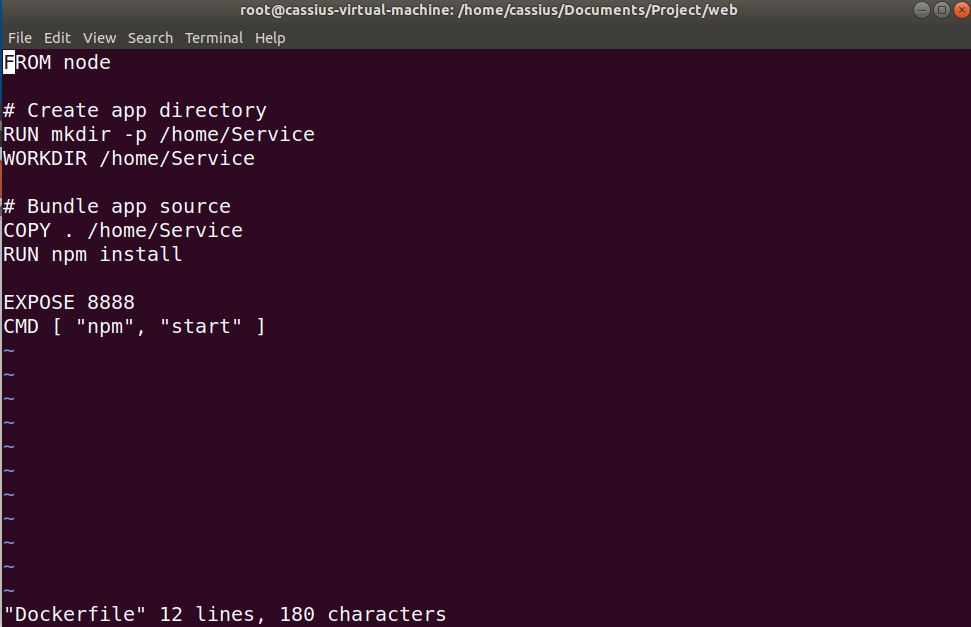 root@cassius-virtual-machine: /home/cassius/Documents/Project/web
File Edit View Search Terminal Help
FROM node

# Create app directory
RUN mkdir -p /home/Service
WORKDIR /home/Service

# Bundle app source
COPY . /home/Service
RUN npm install

EXPOSE 8888
CMD [ "npm", "start" ]
~
~
~
~
~
~
~
~
~
~
~
"Dockerfile" 12 lines, 180 characters